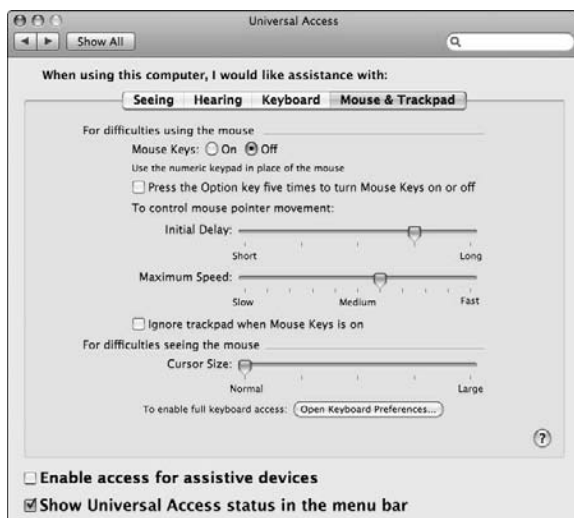 Universal Access
Show All
When using this computer, I would like assistance with:
Seeing Hearing Keyboard Mouse & Trackpad
For difficulties using the mouse
Mouse Keys: On Off
Use the numeric keypad in place of the mouse
Press the Option key five times to turn Mouse Keys on or off
To control mouse pointer movement:
Initial Delay:
Short Long
Maximum Speed:
Slow Medium Fast
Ignore trackpad when Mouse Keys is on
For difficulties seeing the mouse
Cursor Size:
Normal Large
To enable full keyboard access: Open Keyboard Preferences...
?
Enable access for assistive devices
Show Universal Access status in the menu bar